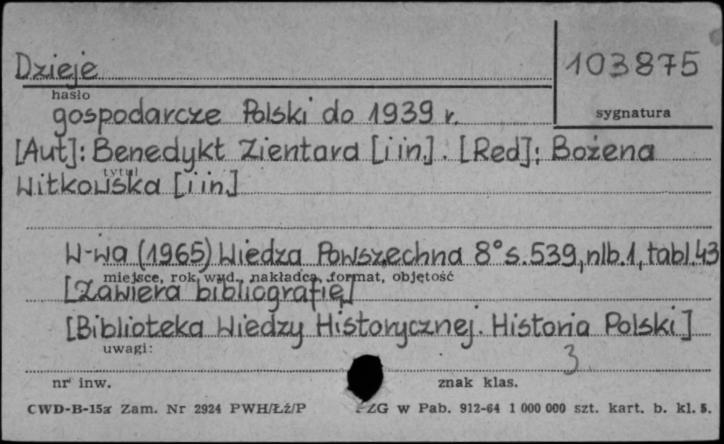 Dzieje
103875
hasło
gospodarcze Polski do 1939 r.
sygnatura
[Aut]: Benedykt Zientara [i in.]. [Red]: Bożena
tytuł
Witkowska [i in.]
W-wa (1965) Wiedza Powszechna 8° s. 539, nlb. 1, tabl. 43
miejsce, rok wyd., nakładca, format, objętość
[Zawiera bibliografię]
[Biblioteka Wiedzy Historycznej. Historia Polski]
uwagi:
3
nr inw.
znak klas.
CWD-B-15a Zam. Nr 2924 PWH/Łź/P
PZG w Pab. 912-64 1 000 000 szt. kart. b. kl. 5.